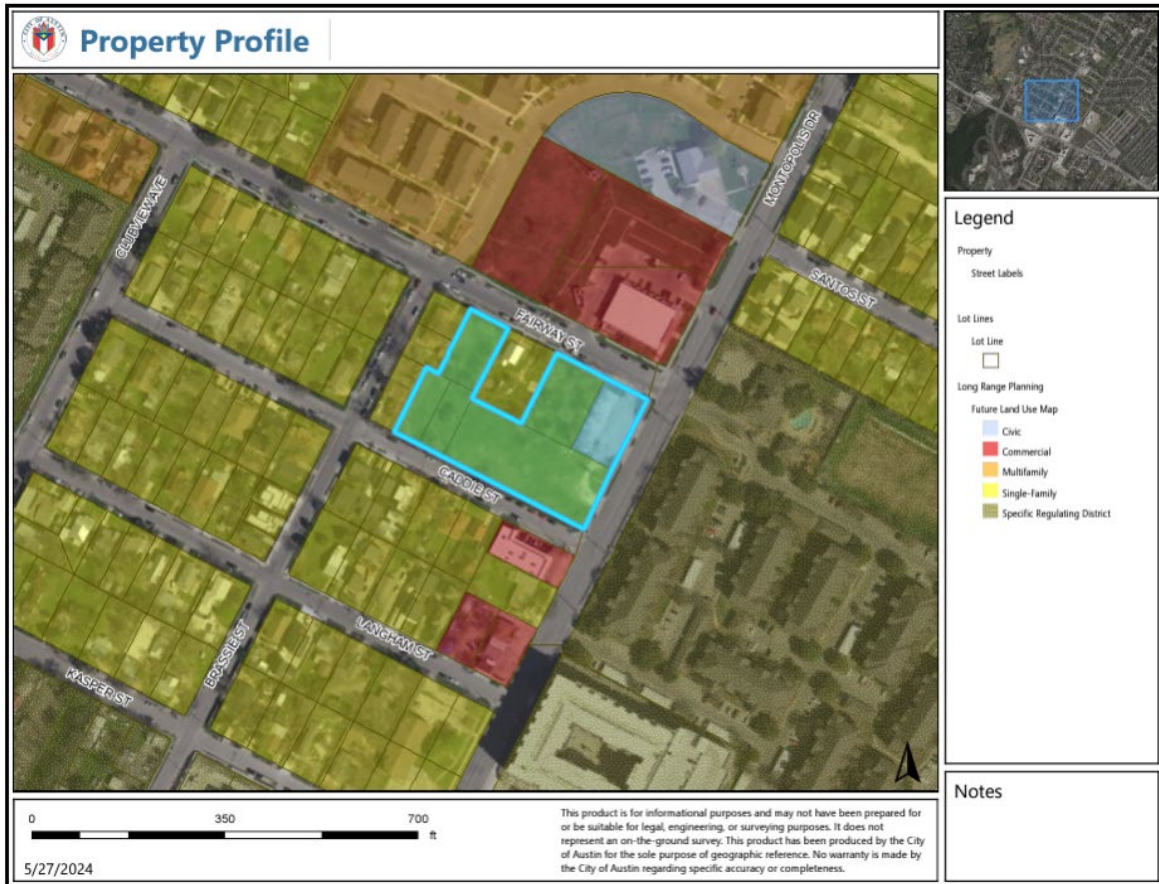 CITY OF AUSTIN
Property Profile
MONTOPOLIS DR
CLUBVIEW AVE
SANTOS ST
FAIRWAY ST
CADDIE ST
LANGHAM ST
BRASSIE ST
KASPER ST
Legend
Property
Street Labels
Lot Lines
Lot Line
Long Range Planning
Future Land Use Map
Civic
Commercial
Multifamily
Single-Family
Specific Regulating District
Notes
0 350 700
ft
5/27/2024
This product is for informational purposes and may not have been prepared for
or be suitable for legal, engineering, or surveying purposes. It does not
represent an on-the-ground survey. This product has been produced by the City
of Austin for the sole purpose of geographic reference. No warranty is made by
the City of Austin regarding specific accuracy or completeness.